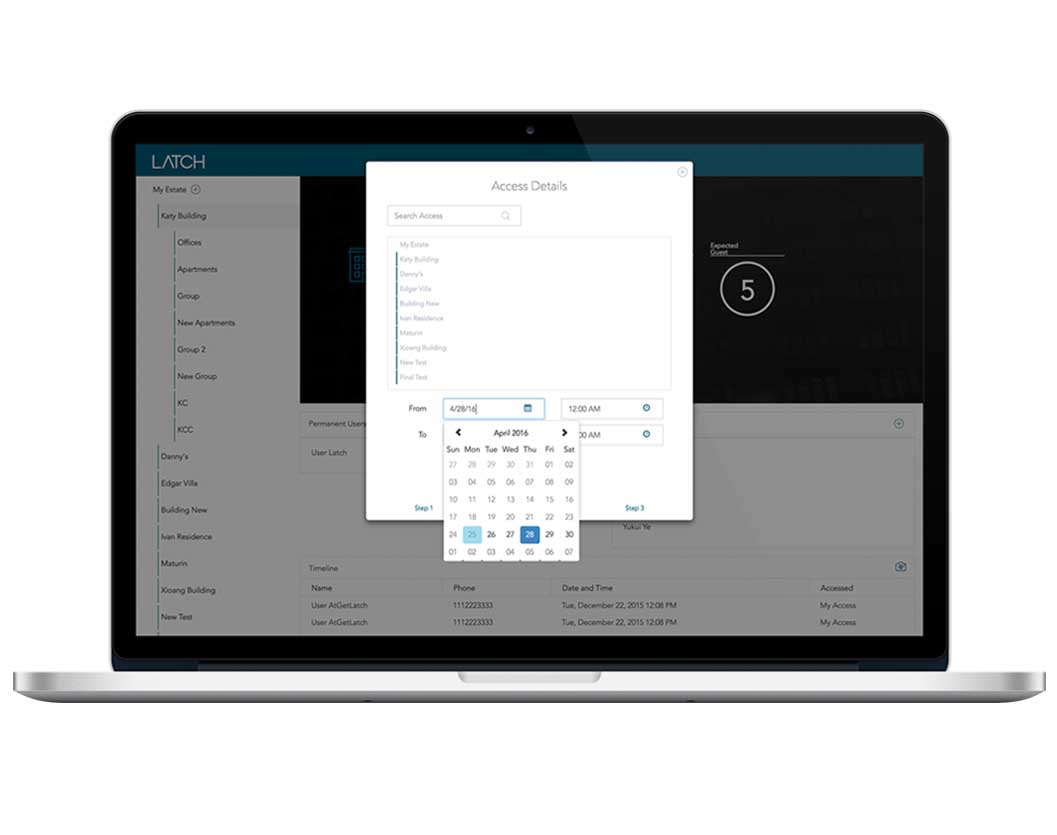 LATCH
My Estate
Katy Building
Offices
Apartments
Group
New Apartments
Group 2
New Group
KC
KCC
Danny's
Edgar Villa
Building New
Ivan Residence
Maturin
Xioang Building
New Test
Expected
Guest
5
Permanent Users
User Latch
Yukui Ye
Access Details
Search Access
My Estate
Katy Building
Danny's
Edgar Villa
Building New
Ivan Residence
Maturin
Xioang Building
New Test
Final Test
From 4/28/16 12:00 AM
To :00 AM
April 2016
Sun Mon Tue Wed Thu Fri Sat
27 28 29 30 31 01 02
03 04 05 06 07 08 09
10 11 12 13 14 15 16
17 18 19 20 21 22 23
24 25 26 27 28 29 30
01 02 03 04 05 06 07
Step 1 Step 3
Timeline
Name Phone Date and Time Accessed
User AtGetLatch 1112223333 Tue, December 22, 2015 12:08 PM My Access
User AtGetLatch 1112223333 Tue, December 22, 2015 12:08 PM My Access